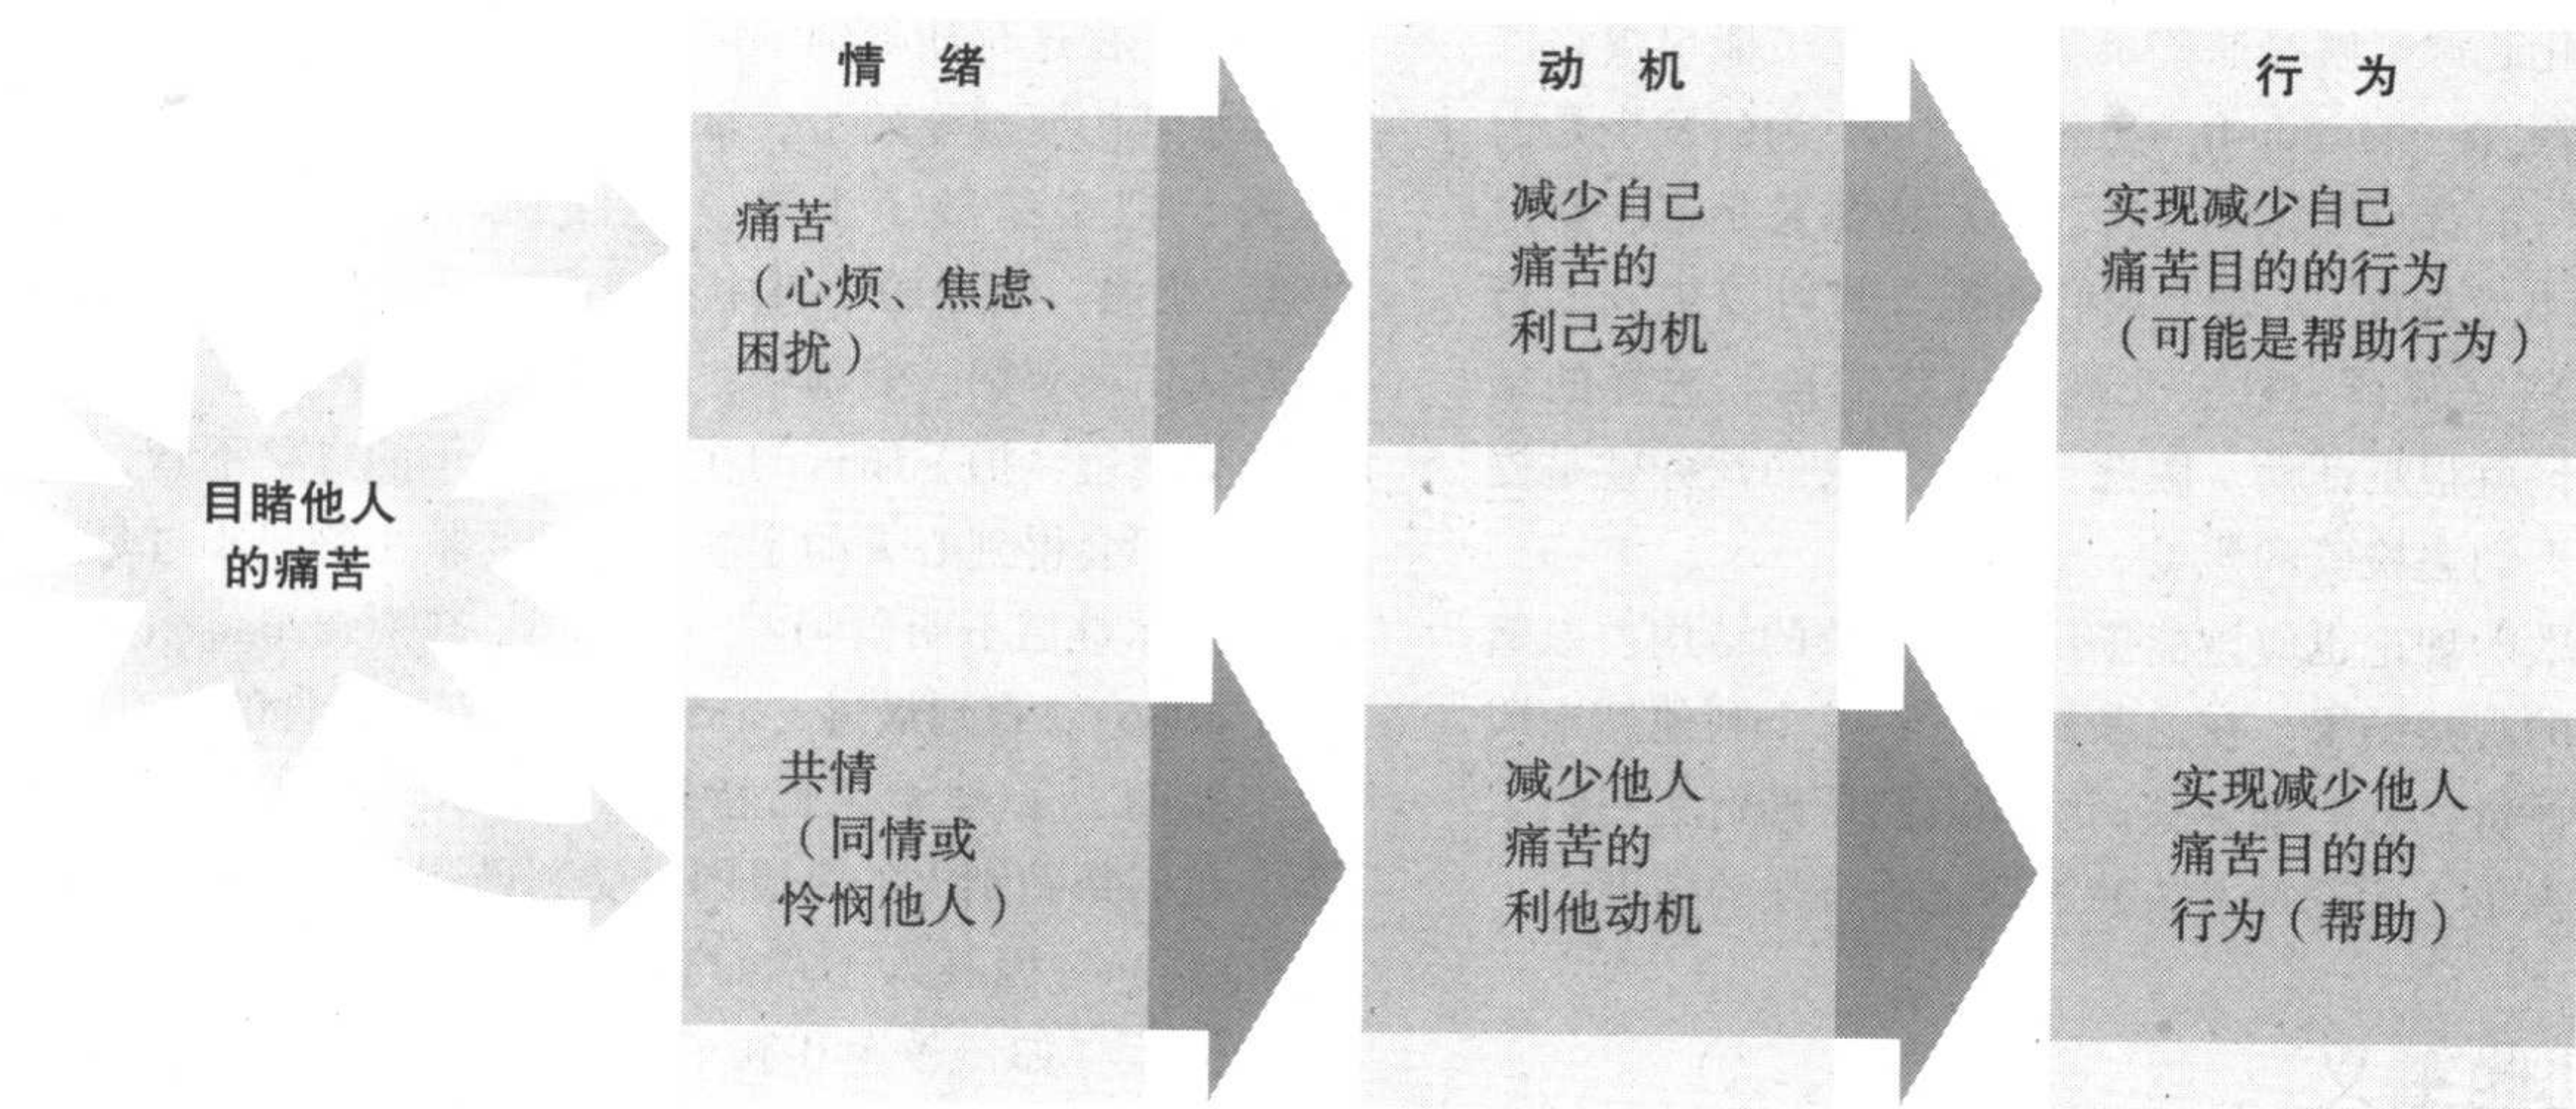 情 绪
动 机
行 为
目睹他人
的痛苦
痛苦
（心烦、焦虑、
困扰）
减少自己
痛苦的
利己动机
实现减少自己
痛苦目的的行为
（可能是帮助行为）
共情
（同情或
怜悯他人）
减少他人
痛苦的
利他动机
实现减少他人
痛苦目的的
行为（帮助）